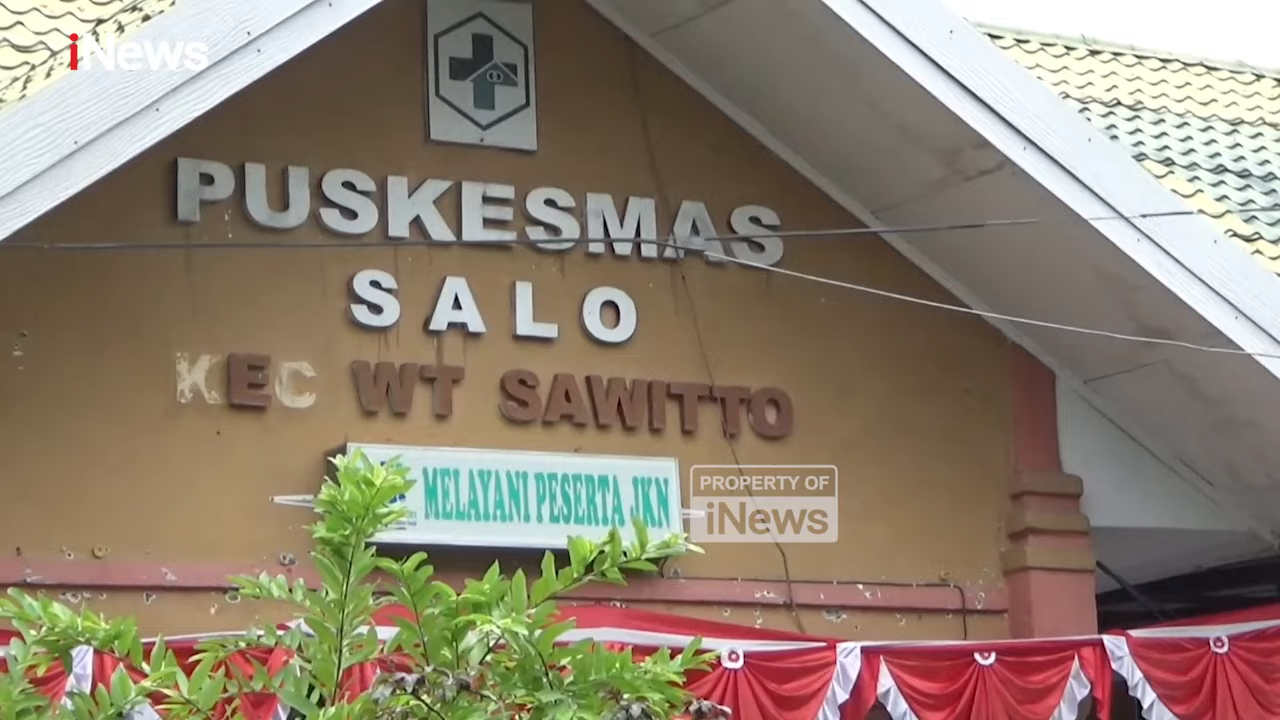 iNews
PUSKESMAS
SALO
KEC WT SAWITTO
MELAYANI PESERTA JKN
PROPERTY OF
iNews